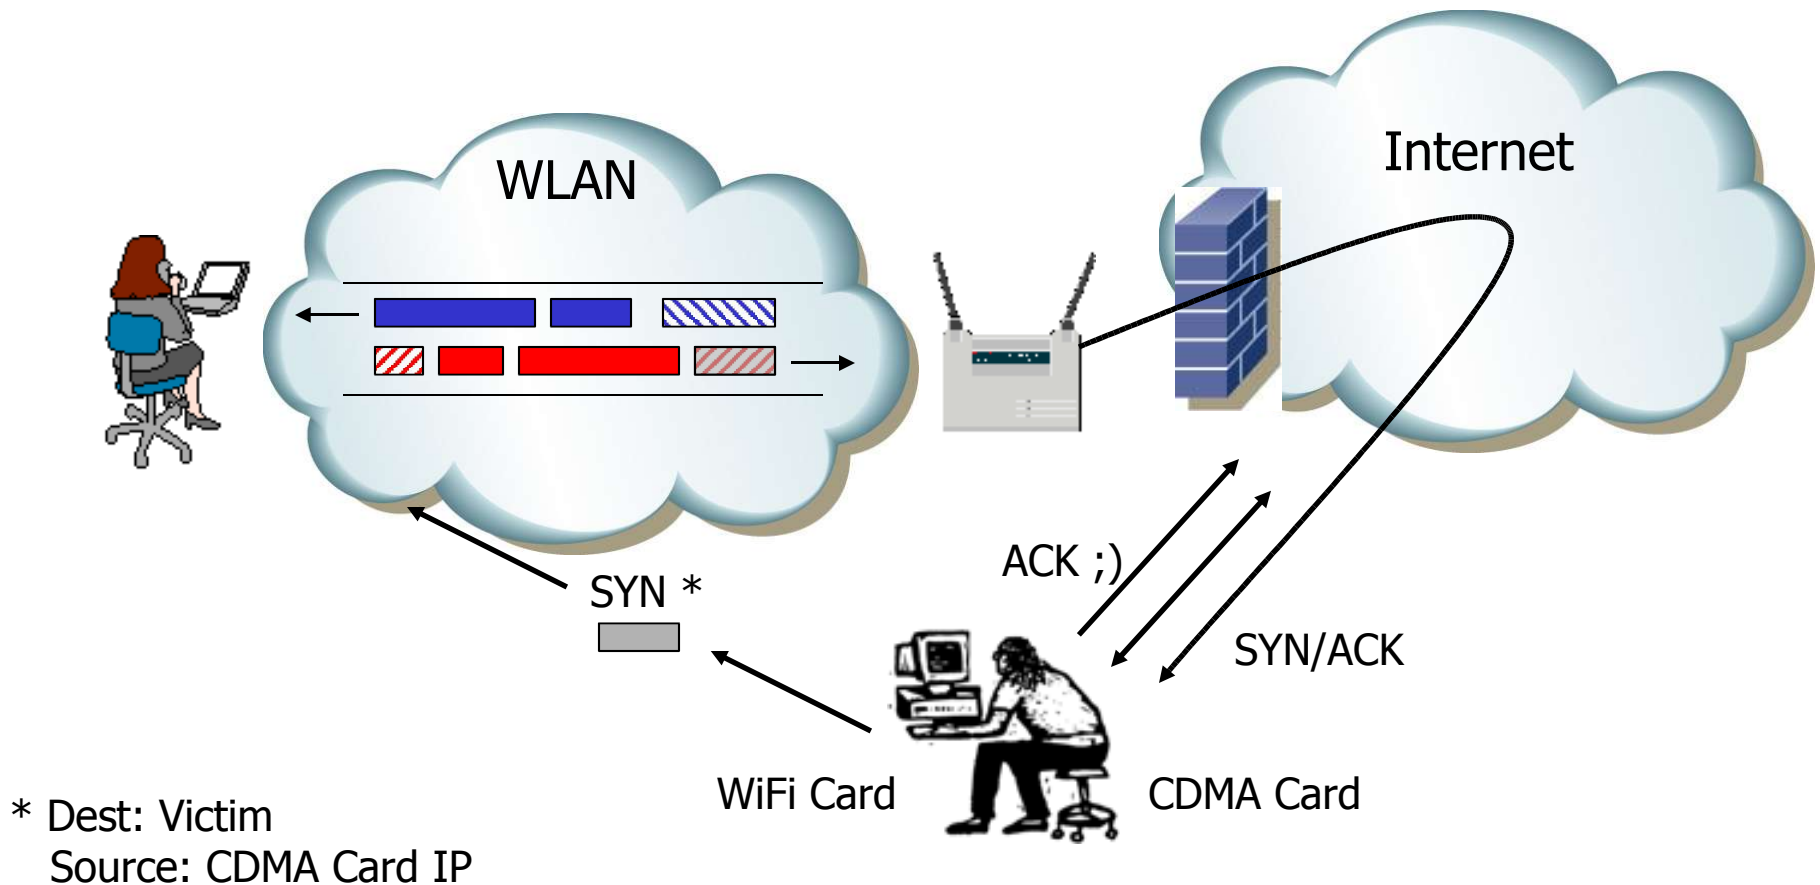 Internet
WLAN
ACK ;)
SYN *
SYN/ACK
WiFi Card
CDMA Card
* Dest: Victim
Source: CDMA Card IP